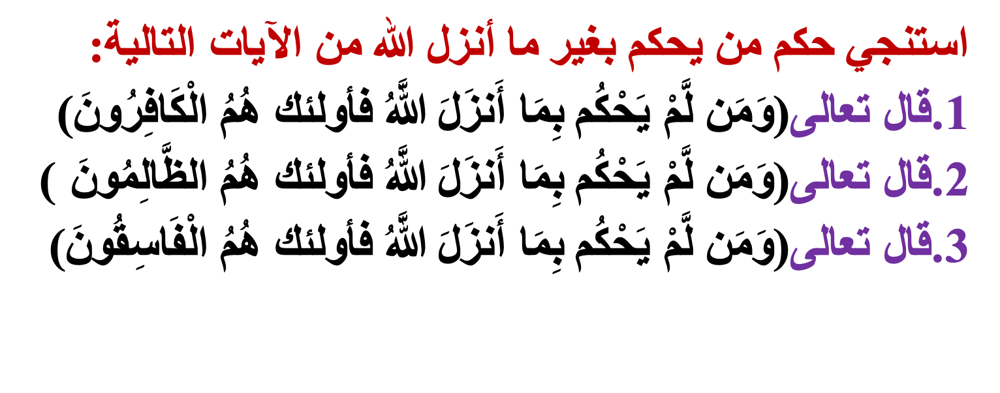 استنجي حكم من يحكم بغير ما أنزل الله من الآيات التالية:
1.قال تعالى(وَمَن لَّمْ يَحْكُم بِمَا أَنزَلَ اللَّهُ فأولئك هُمُ الْكَافِرُونَ)
2.قال تعالى(وَمَن لَّمْ يَحْكُم بِمَا أَنزَلَ اللَّهُ فأولئك هُمُ الظَّالِمُونَ )
3.قال تعالى(وَمَن لَّمْ يَحْكُم بِمَا أَنزَلَ اللَّهُ فأولئك هُمُ الْفَاسِقُونَ)